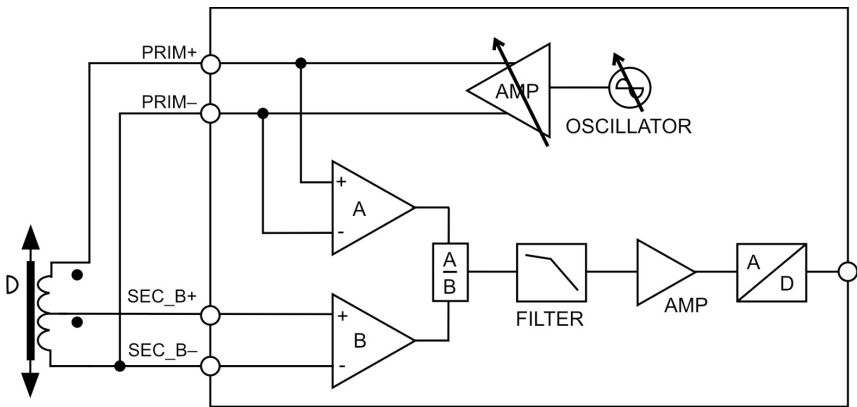 PRIM+
AMP
PRIM–
OSCILLATOR
+
A
-
D
A
B
A
D
SEC_B+
+
B
FILTER
AMP
SEC_B–
-